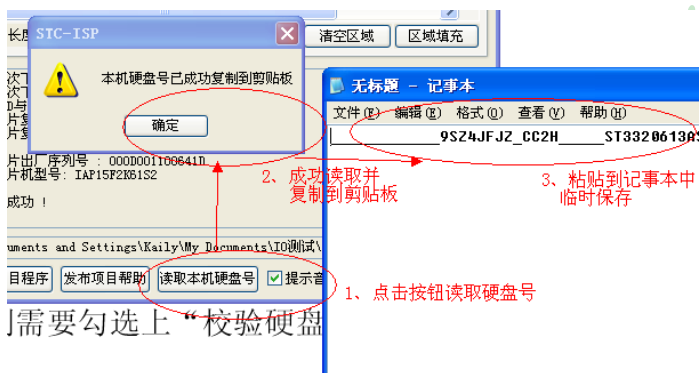 长度
清空区域
区域填充
STC-ISP
本机硬盘号已成功复制到剪贴板
确定
无标题 - 记事本
文件(F) 编辑(E) 格式(O) 查看(V) 帮助(H)
__________9SZ4JFJZ_CC2H_____ST3320613AS
片出厂序列号 : 000D001100641D
片机型号: IAP15F2K61S2
成功 !
2、成功读取并
复制到剪贴板
3、粘贴到记事本中
临时保存
uments and Settings\Kaily\My Documents\IO测试\
目程序
发布项目帮助
读取本机硬盘号
提示音
1、点击按钮读取硬盘号
则需要勾选上“校验硬盘